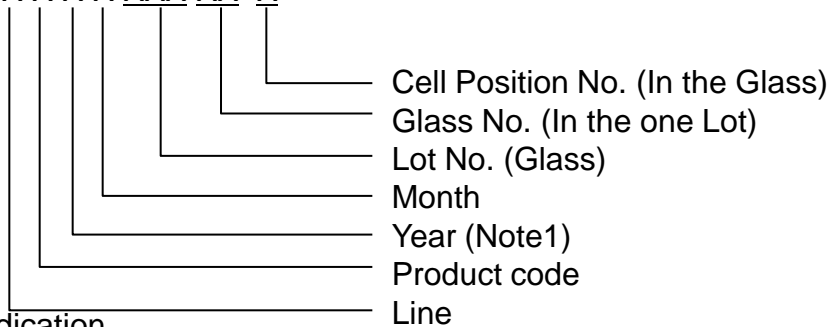 Cell Position No. (In the Glass)
Glass No. (In the one Lot)
Lot No. (Glass)
Month
Year (Note1)
Product code
Line